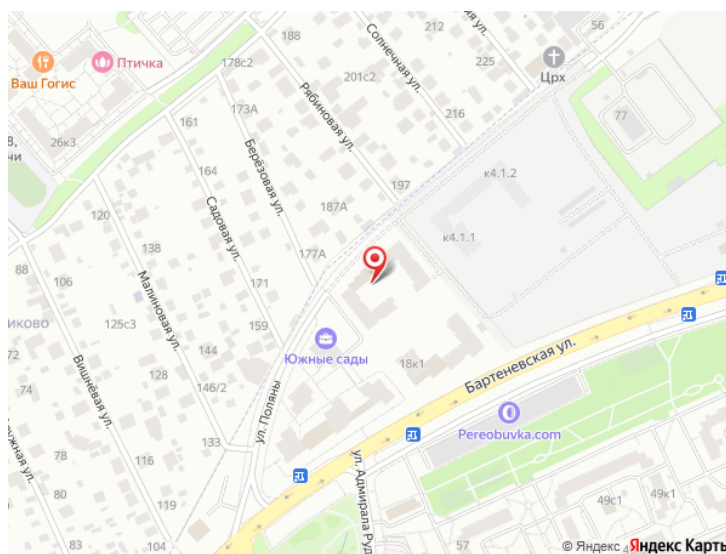 188
212
56
Ваш Гогис
Птичка
178с2
Солнечная ул.
225
Црх
201с2
Рябиновая ул.
173А
216
77
161
26к3
в,
Берёзовая ул.
164
197
к4.1.2
187А
120
Садовая ул.
к4.1.1
138
177А
88
106
171
Малиновая ул.
иково
125с3
159
Южные сады
Бартеневская ул.
18к1
74
Вишнёвая ул.
144
72
128
146/2
ул. Поляны
Pereobuvka.com
133
78
116
ул. Адмирала Руд
80
83
119
104
49с1
49к1
57
© Яндекс
Яндекс Карты